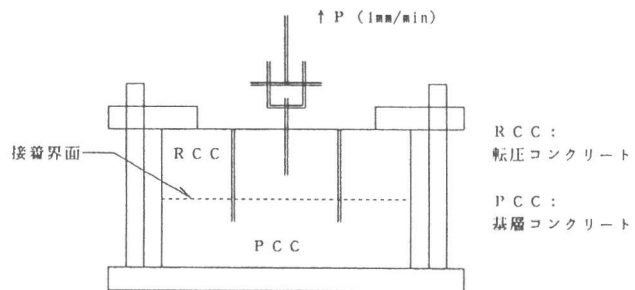 ↑ P (1mm/min)
接着界面
RCC
RCC:
転圧コンクリート
PCC:
基層コンクリート
PCC